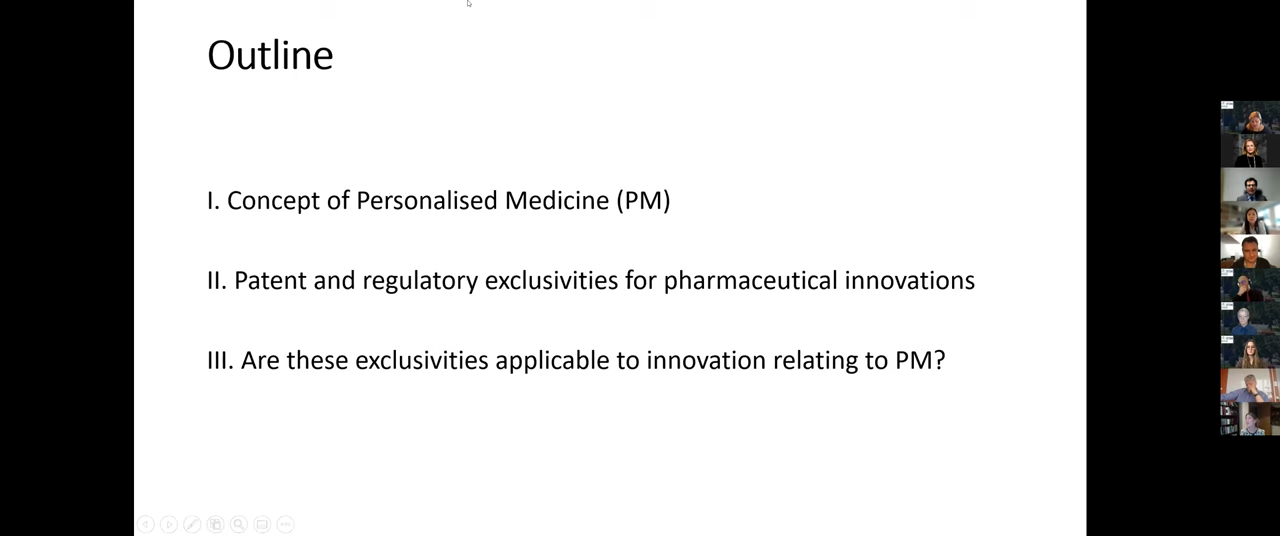 Outline
I. Concept of Personalised Medicine (PM)
II. Patent and regulatory exclusivities for pharmaceutical innovations
III. Are these exclusivities applicable to innovation relating to PM?